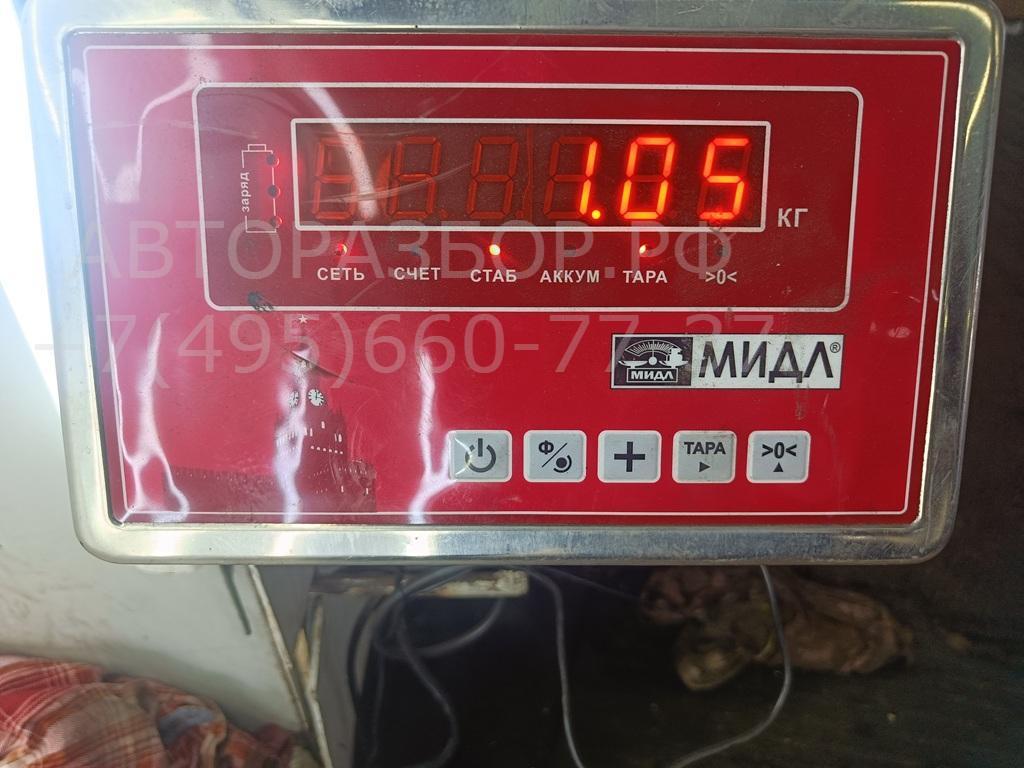 заряд
1.05
КГ
СЕТЬ СЧЕТ СТАБ АККУМ ТАРА >0<
АВТОРАЗБОР.РФ
+7(495)660-77-37
МИДЛ МИДЛ®
Ф/ + ТАРА >0<